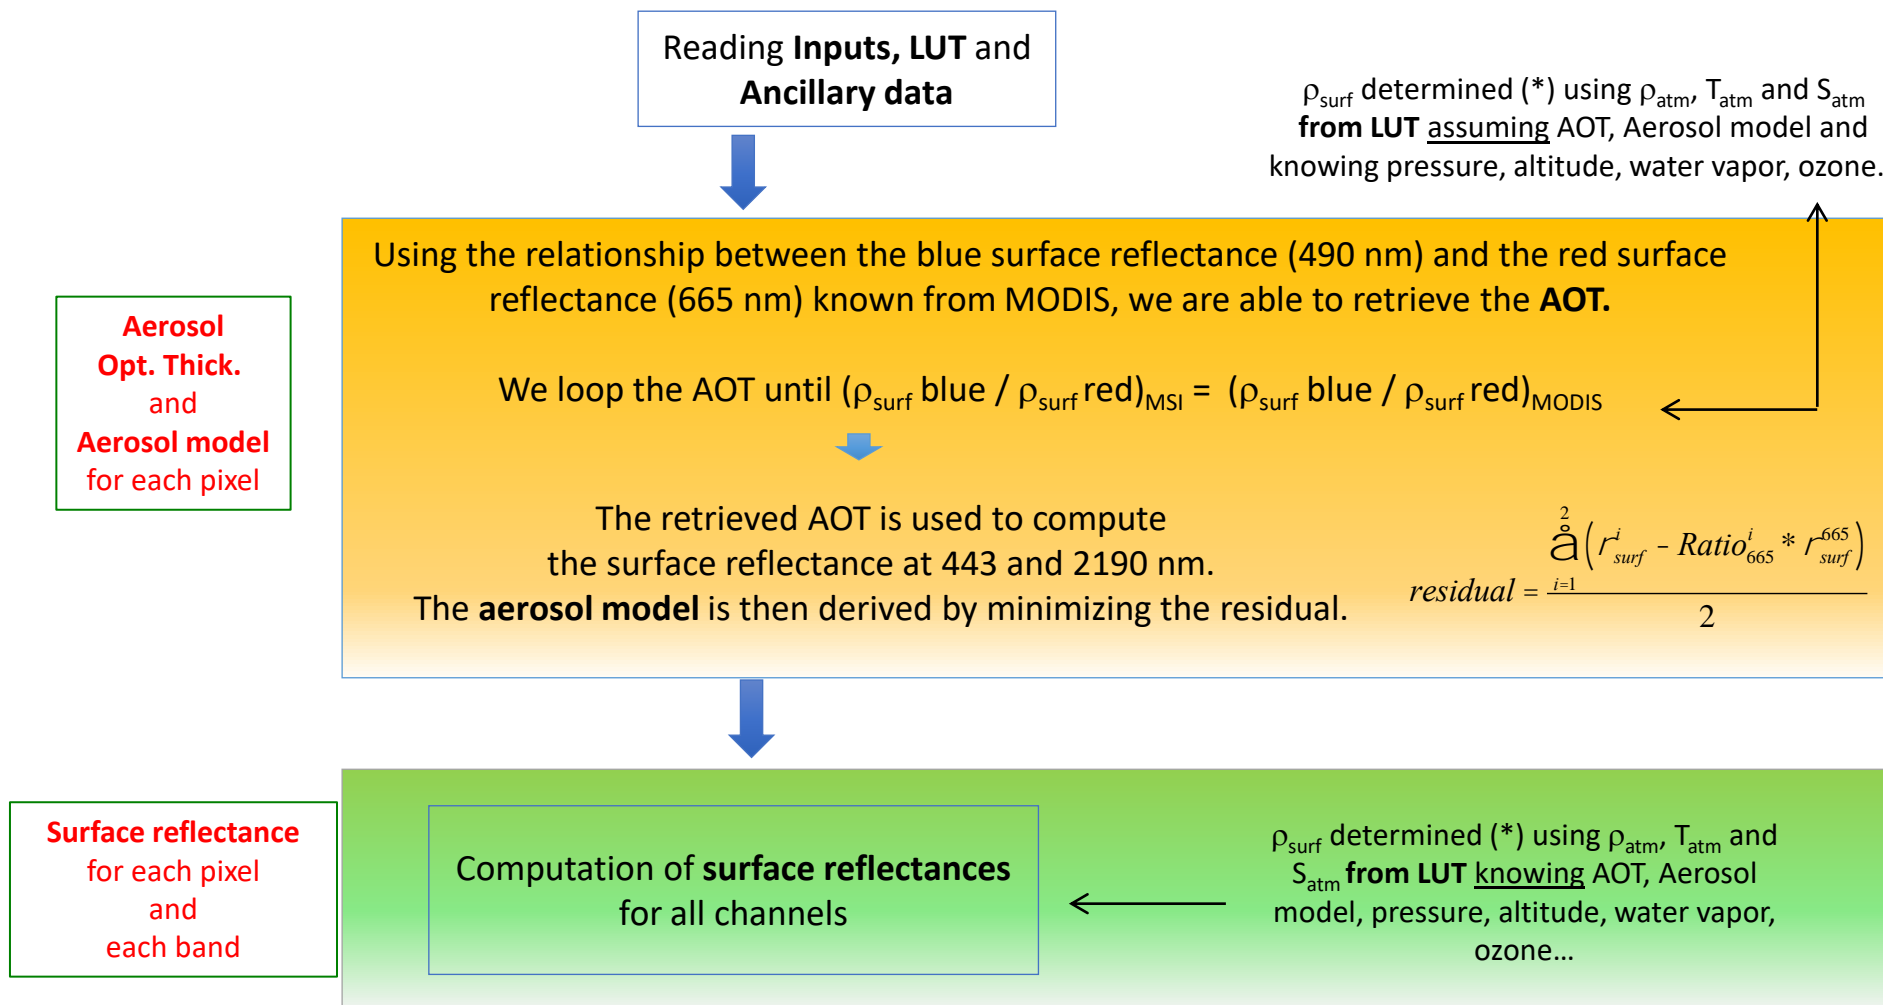 Reading Inputs, LUT and
Ancillary data
ρsurf determined (*) using ρatm, Tatm and Satm
from LUT assuming AOT, Aerosol model and
knowing pressure, altitude, water vapor, ozone.
Using the relationship between the blue surface reflectance (490 nm) and the red surface
reflectance (665 nm) known from MODIS, we are able to retrieve the AOT.
Aerosol
Opt. Thick.
and
Aerosol model
for each pixel
We loop the AOT until (ρsurf blue / ρsurf red)MSI = (ρsurf blue / ρsurf red)MODIS
The retrieved AOT is used to compute
the surface reflectance at 443 and 2190 nm.
The aerosol model is then derived by minimizing the residual.
2
å(r^i_surf - Ratio^i_665 * r^665_surf)
i=1
residual =
2
Surface reflectance
for each pixel
and
each band
Computation of surface reflectances
for all channels
ρsurf determined (*) using ρatm, Tatm and
Satm from LUT knowing AOT, Aerosol
model, pressure, altitude, water vapor,
ozone...